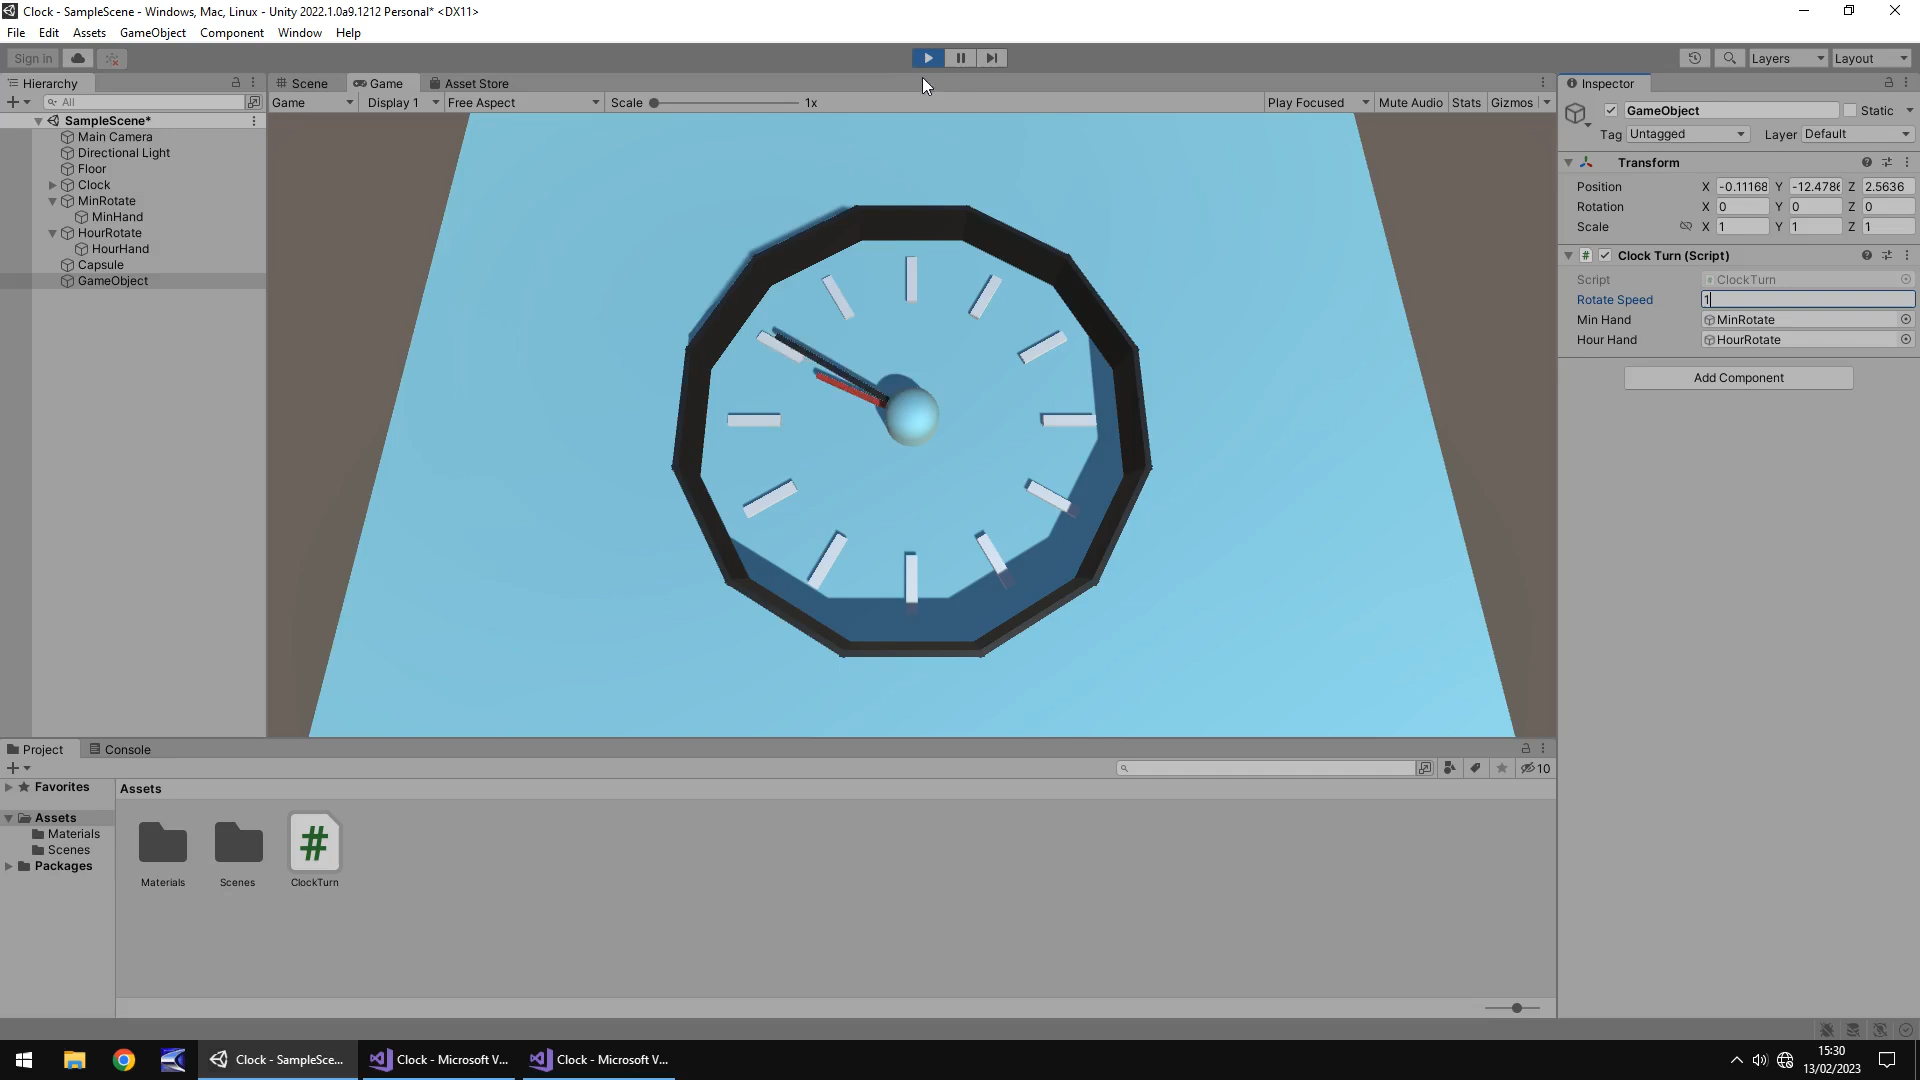 Clock - SampleScene - Windows, Mac, Linux - Unity 2022.1.0a9.1212 Personal* <DX11>
File Edit Assets GameObject Component Window Help
Sign in
Layers
Layout
Hierarchy
Scene
Game
Asset Store
Inspector
All
Game
Display 1
Free Aspect
Scale
1x
Play Focused
Mute Audio
Stats
Gizmos
SampleScene*
Main Camera
Directional Light
Floor
Clock
MinRotate
MinHand
HourRotate
HourHand
Capsule
GameObject
GameObject
Static
Tag Untagged
Layer Default
Transform
Position X -0.11168 Y -12.4786 Z 2.5636
Rotation X 0 Y 0 Z 0
Scale X 1 Y 1 Z 1
# Clock Turn (Script)
Script ClockTurn
Rotate Speed 1
Min Hand MinRotate
Hour Hand HourRotate
Add Component
Project
Console
10
Favorites
Assets
Materials
Scenes
Packages
Assets
#
Materials
Scenes
ClockTurn
Clock - SampleSce...
Clock - Microsoft V...
Clock - Microsoft V...
15:30
13/02/2023